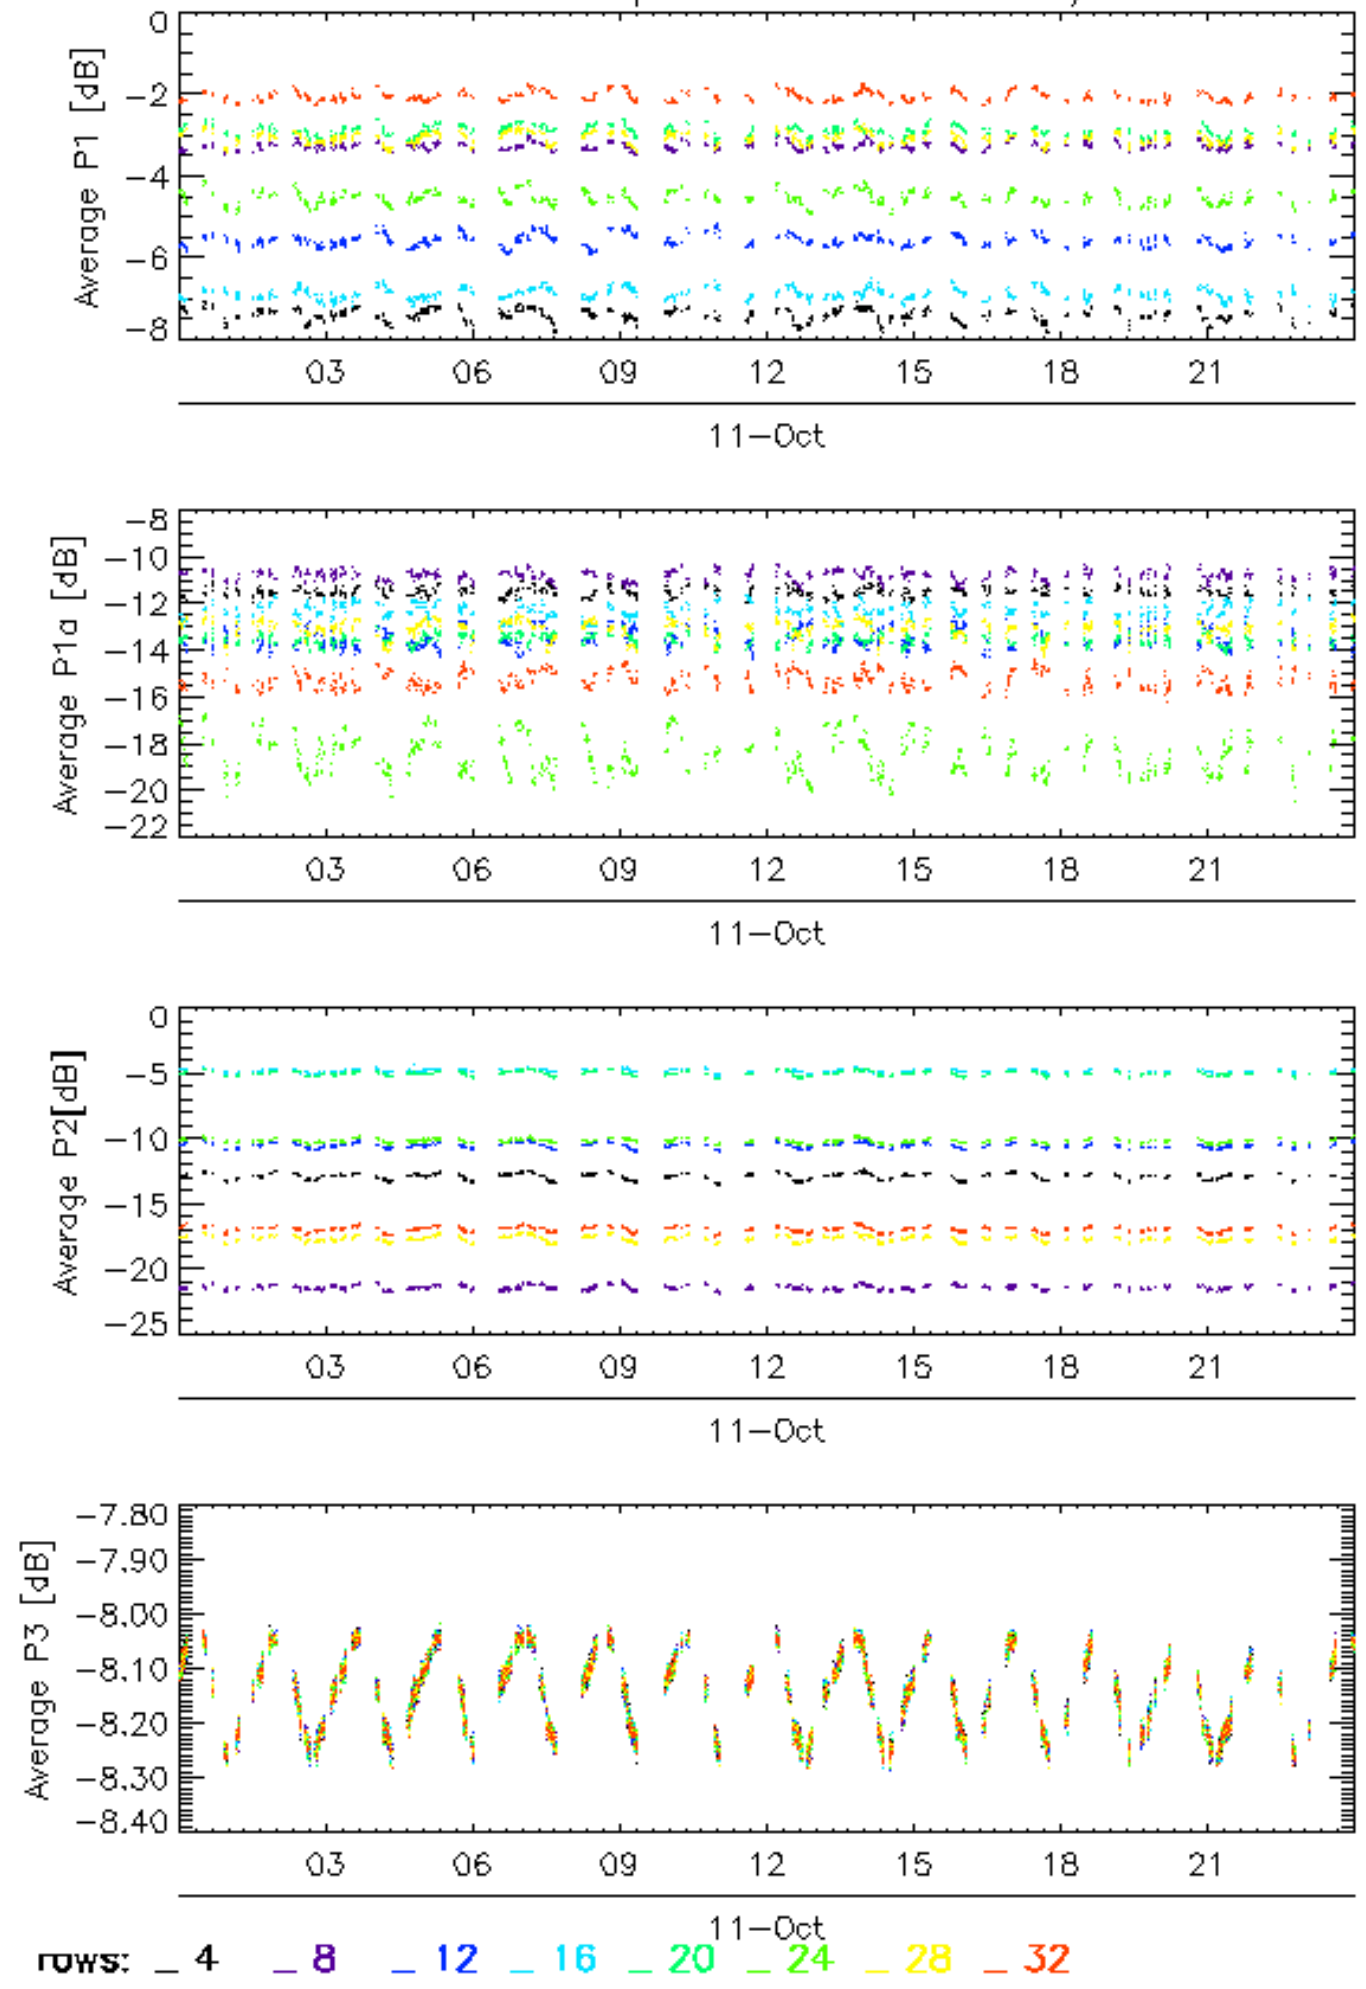 0
-2
-4
-6
-8
Average P1 [dB]
03 06 09 12 15 18 21
11-Oct
-8
-10
-12
-14
-16
-18
-20
-22
Average P1a [dB]
03 06 09 12 15 18 21
11-Oct
0
-5
-10
-15
-20
-25
Average P2[dB]
03 06 09 12 15 18 21
11-Oct
-7.80
-7.90
-8.00
-8.10
-8.20
-8.30
-8.40
Average P3 [dB]
03 06 09 12 15 18 21
11-Oct
rows: _ 4 _ 8 _ 12 _ 16 _ 20 _ 24 _ 28 _ 32